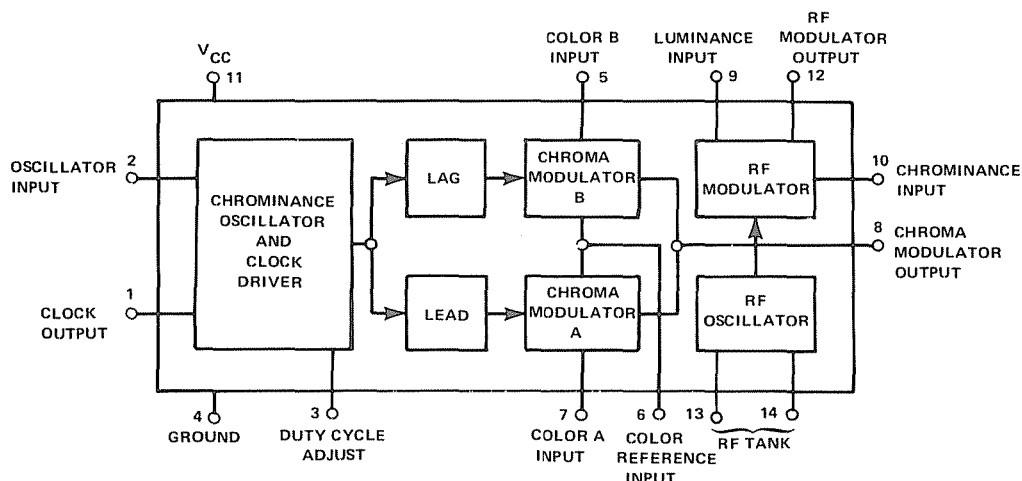 V CC
11
COLOR B
INPUT
5
LUMINANCE
INPUT
9
RF
MODULATOR
OUTPUT
12
OSCILLATOR
INPUT
2
CHROMINANCE
OSCILLATOR
AND
CLOCK
DRIVER
LAG
CHROMA
MODULATOR
B
RF
MODULATOR
10
CHROMINANCE
INPUT
8
CHROMA
MODULATOR
OUTPUT
CLOCK
OUTPUT
1
LEAD
CHROMA
MODULATOR
A
RF
OSCILLATOR
4
GROUND
3
DUTY CYCLE
ADJUST
7
COLOR A
INPUT
6
COLOR
REFERENCE
INPUT
13
14
RF TANK